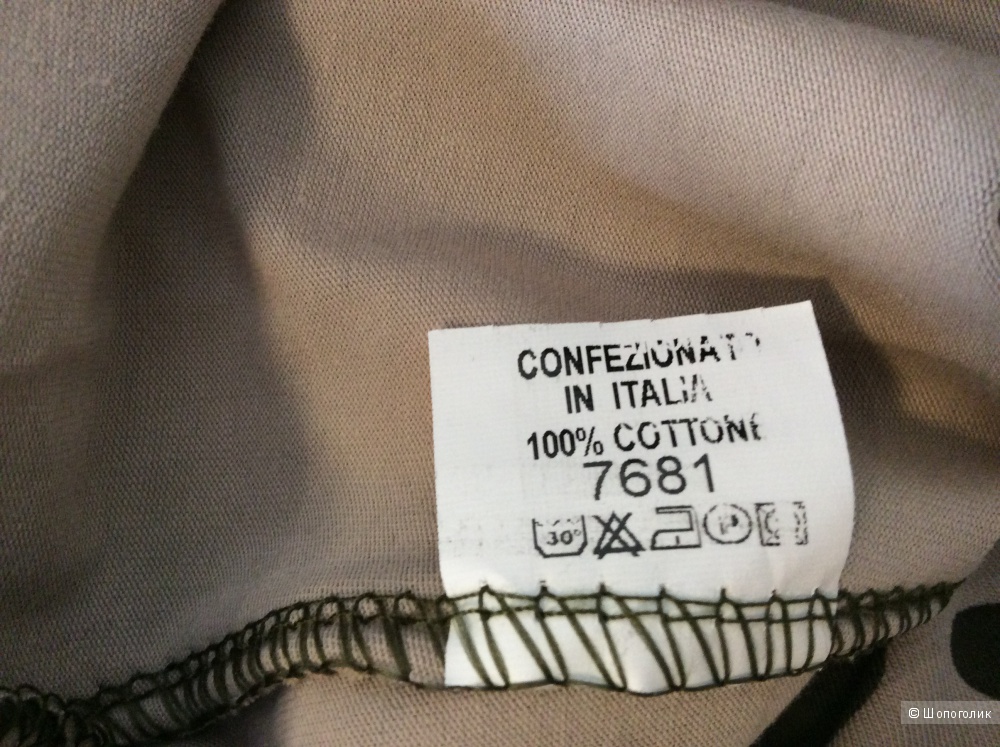 CONFEZIONATO
IN ITALIA
100% COTTONE
7681
30°
P
© Шопоголик